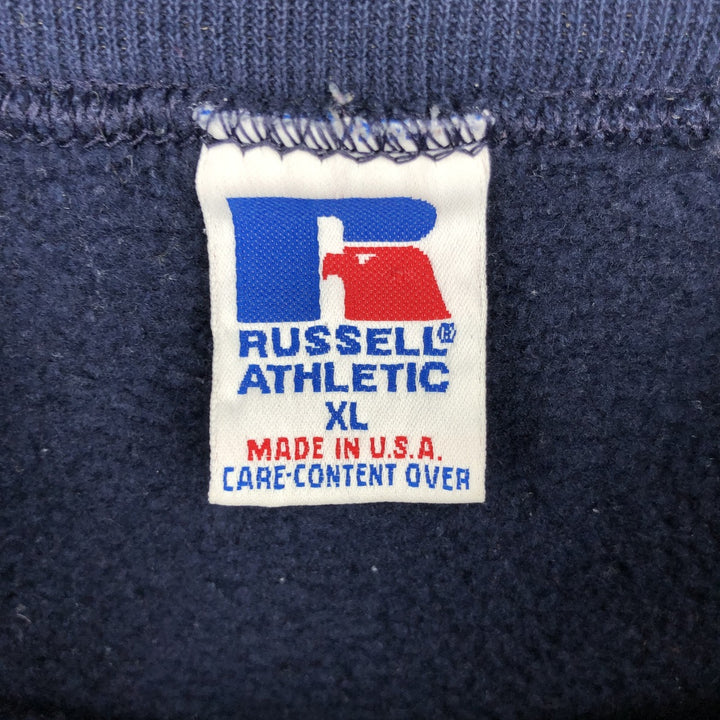 R
RUSSELL®
ATHLETIC
XL
MADE IN U.S.A.
CARE-CONTENT OVER